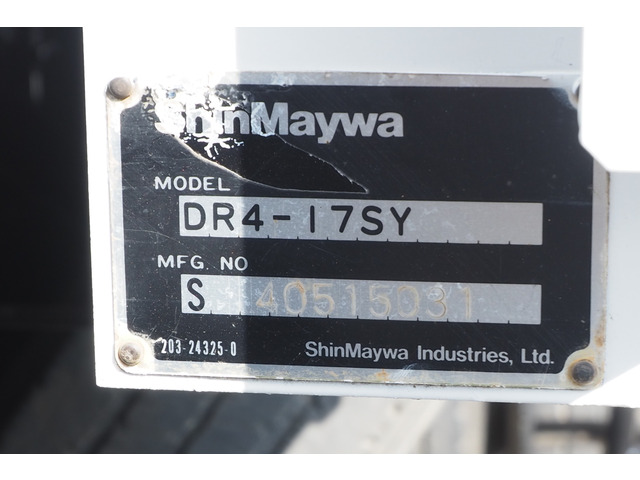 ShinMaywa
MODEL
DR4-17SY
MFG. NO
S 40515031
203-24325-0
ShinMaywa Industries, Ltd.